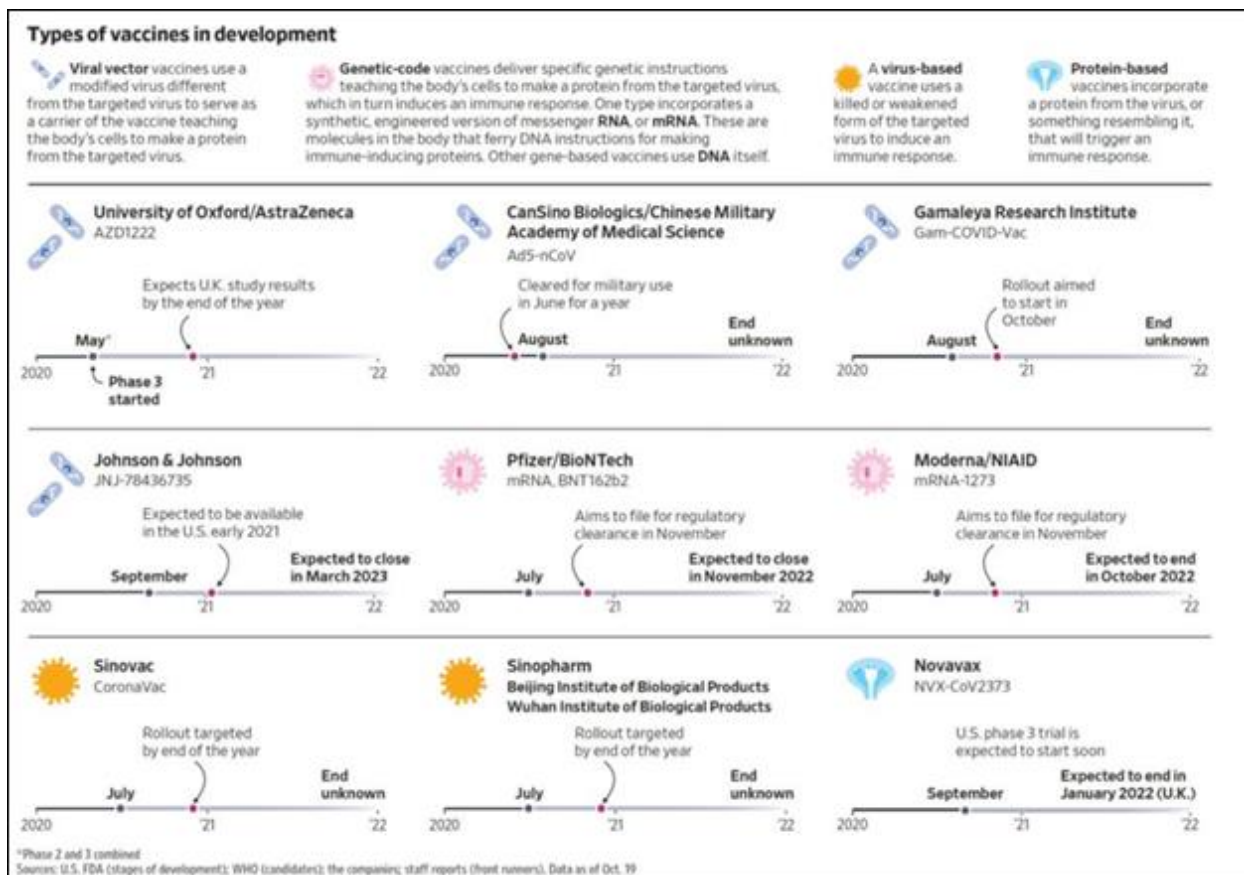 Types of vaccines in development
Viral vector vaccines use a
modified virus different
from the targeted virus to serve as
a carrier of the vaccine teaching
the body's cells to make a protein
from the targeted virus.
Genetic-code vaccines deliver specific genetic instructions
teaching the body's cells to make a protein from the targeted virus,
which in turn induces an immune response. One type incorporates a
synthetic, engineered version of messenger RNA, or mRNA. These are
molecules in the body that ferry DNA instructions for making
immune-inducing proteins. Other gene-based vaccines use DNA itself.
A virus-based
vaccine uses a
killed or weakened
form of the targeted
virus to induce an
immune response.
Protein-based
vaccines incorporate
a protein from the virus, or
something resembling it,
that will trigger an
immune response.
University of Oxford/AstraZeneca
AZD1222
Expects U.K. study results
by the end of the year
May*
2020 '21 '22
Phase 3
started
CanSino Biologics/Chinese Military
Academy of Medical Science
Ad5-nCoV
Cleared for military use
in June for a year
August
End
unknown
2020 '21 '22
Gamaleya Research Institute
Gam-COVID-Vac
Rollout aimed
to start in
October
August
End
unknown
2020 '21 '22
Johnson & Johnson
JNJ-78436735
Expected to be available
in the U.S. early 2021
September
Expected to close
in March 2023
2020 '21 '22
Pfizer/BioNTech
mRNA, BNT162b2
Aims to file for regulatory
clearance in November
July
Expected to close
in November 2022
2020 '21 '22
Moderna/NIAID
mRNA-1273
Aims to file for regulatory
clearance in November
July
Expected to end
in October 2022
2020 '21 '22
Sinovac
CoronaVac
Rollout targeted
by end of the year
July
End
unknown
2020 '21 '22
Sinopharm
Beijing Institute of Biological Products
Wuhan Institute of Biological Products
Rollout targeted
by end of the year
July
End
unknown
2020 '21 '22
Novavax
NVX-CoV2373
U.S. phase 3 trial is
expected to start soon
September
Expected to end in
January 2022 (U.K.)
2020 '21 '22
*Phase 2 and 3 combined
Sources: U.S. FDA (stages of development); WHO (candidates); the companies; staff reports (front runners), Data as of Oct. 19